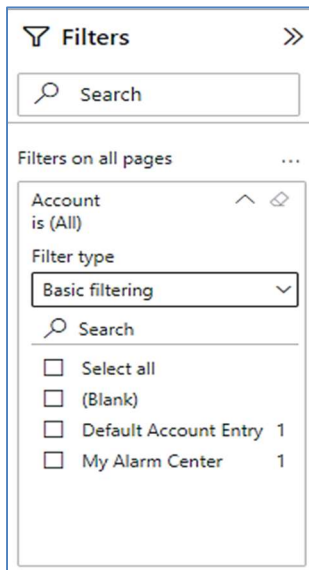 Filters
Search
Filters on all pages ...
Account
is (All)
Filter type
Basic filtering
Search
Select all
(Blank)
Default Account Entry 1
My Alarm Center 1